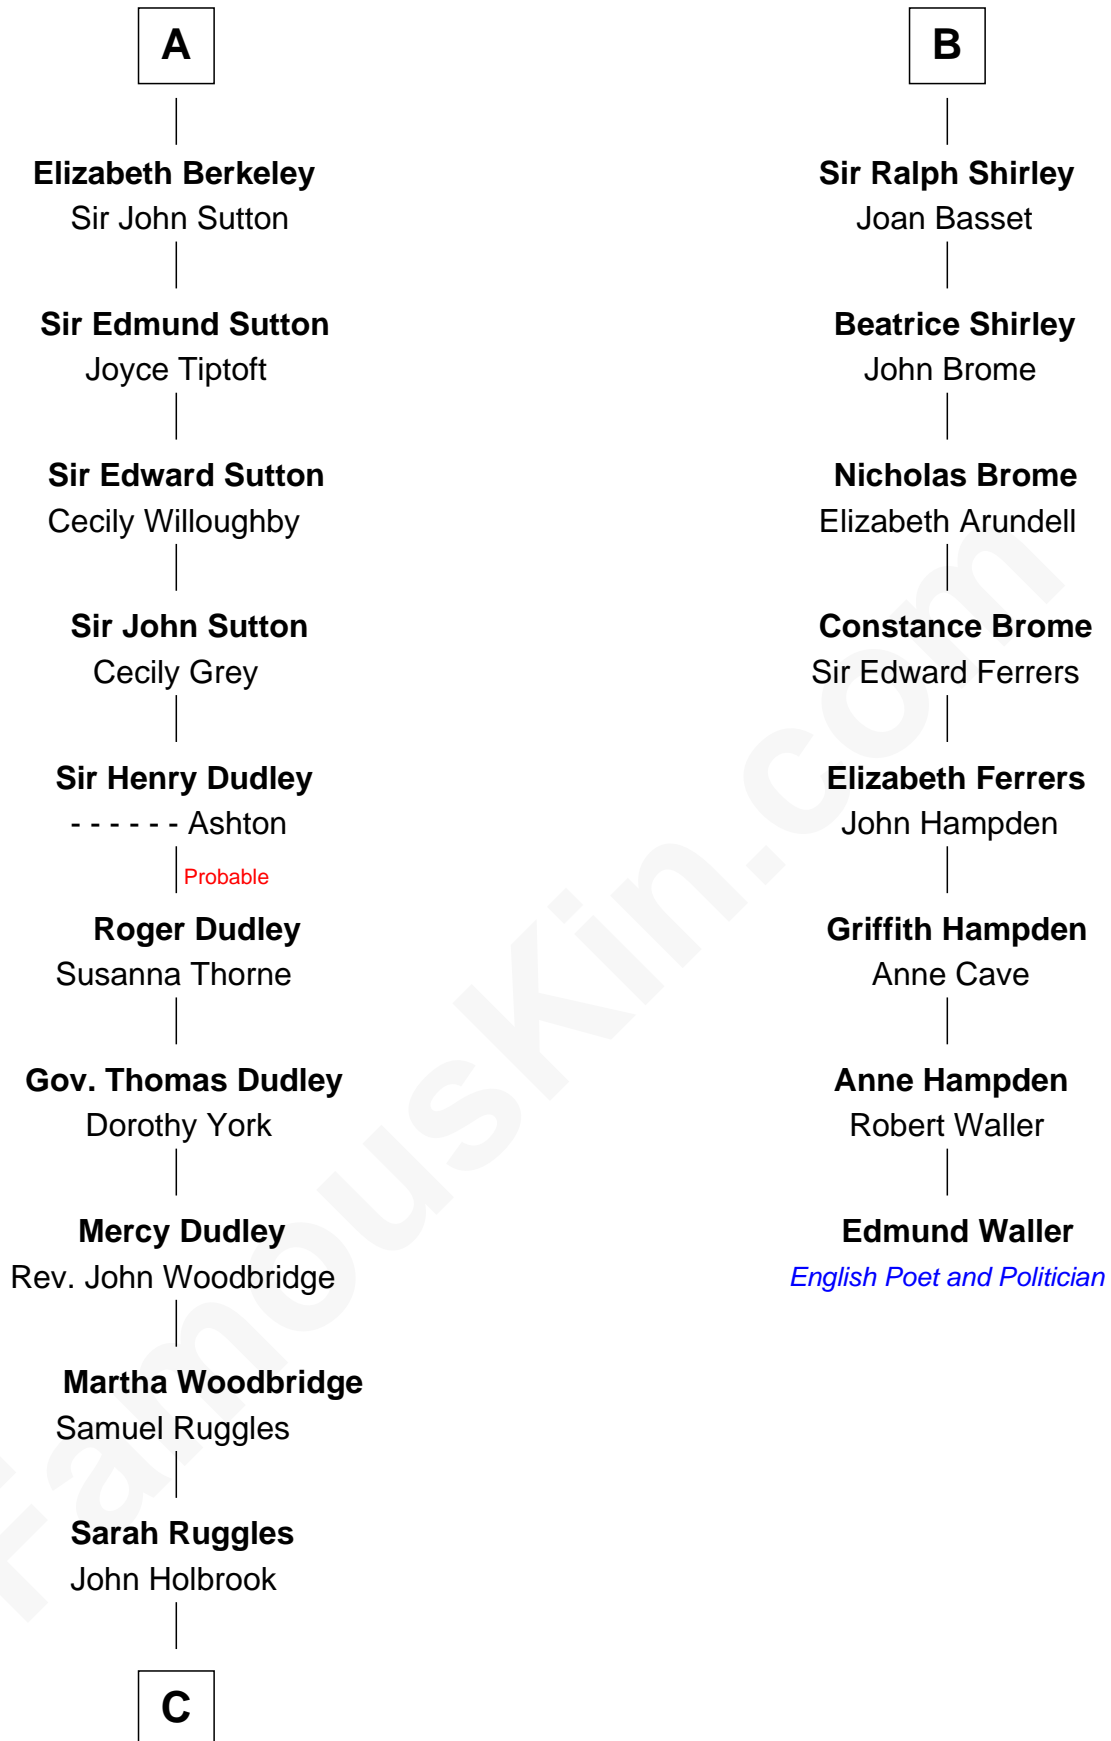 A
Elizabeth Berkeley
Sir John Sutton
Sir Edmund Sutton
Joyce Tiptoft
Sir Edward Sutton
Cecily Willoughby
Sir John Sutton
Cecily Grey
Sir Henry Dudley
- - - - - - Ashton
Probable
Roger Dudley
Susanna Thorne
Gov. Thomas Dudley
Dorothy York
Mercy Dudley
Rev. John Woodbridge
Martha Woodbridge
Samuel Ruggles
Sarah Ruggles
John Holbrook
C
B
Sir Ralph Shirley
Joan Basset
Beatrice Shirley
John Brome
Nicholas Brome
Elizabeth Arundell
Constance Brome
Sir Edward Ferrers
Elizabeth Ferrers
John Hampden
Griffith Hampden
Anne Cave
Anne Hampden
Robert Waller
Edmund Waller
English Poet and Politician
FamousKin.com